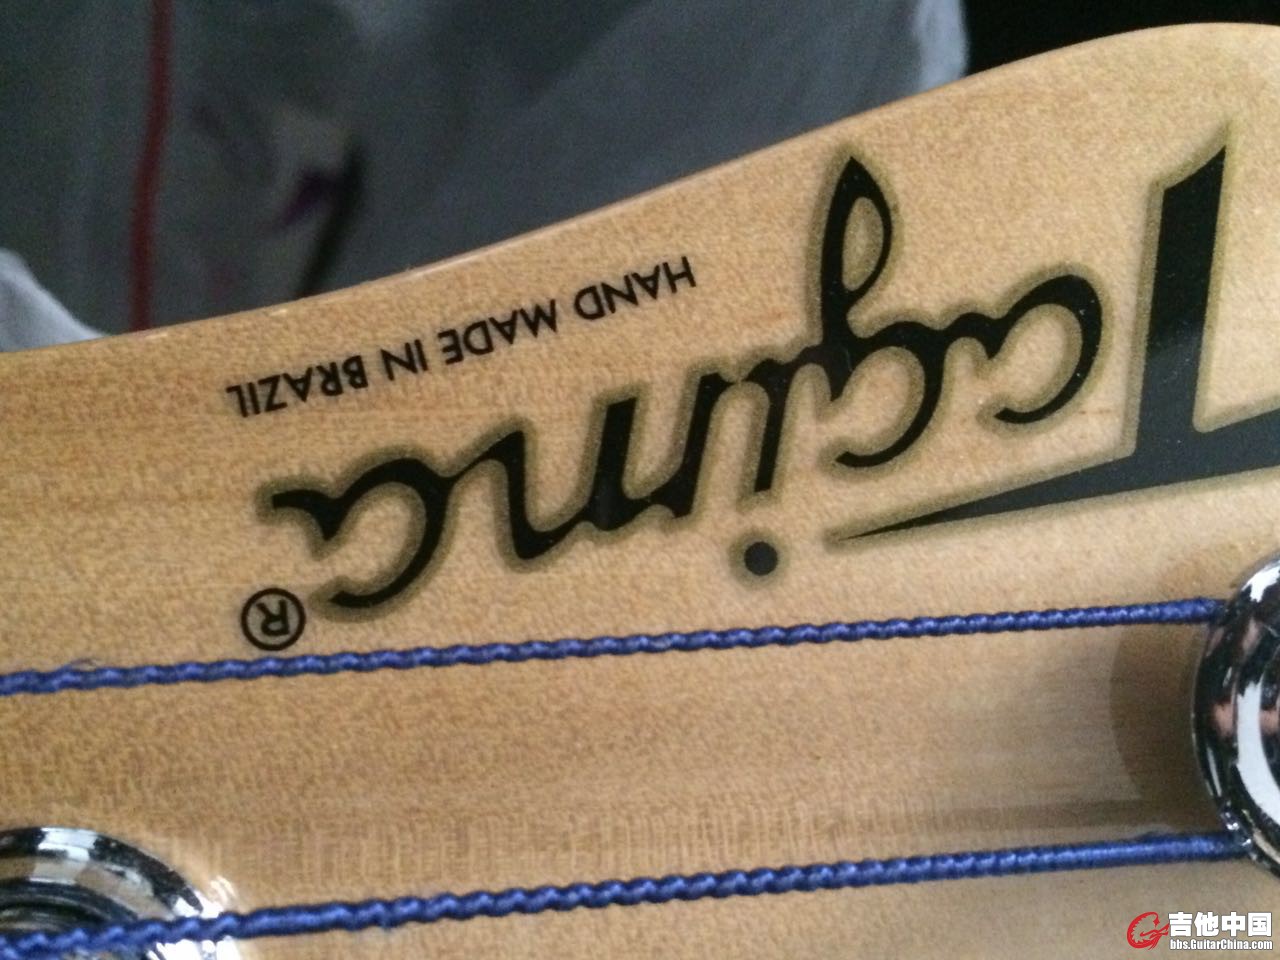 Tagima
®
HAND MADE IN BRAZIL
吉他中国
bbs.GuitarChina.com